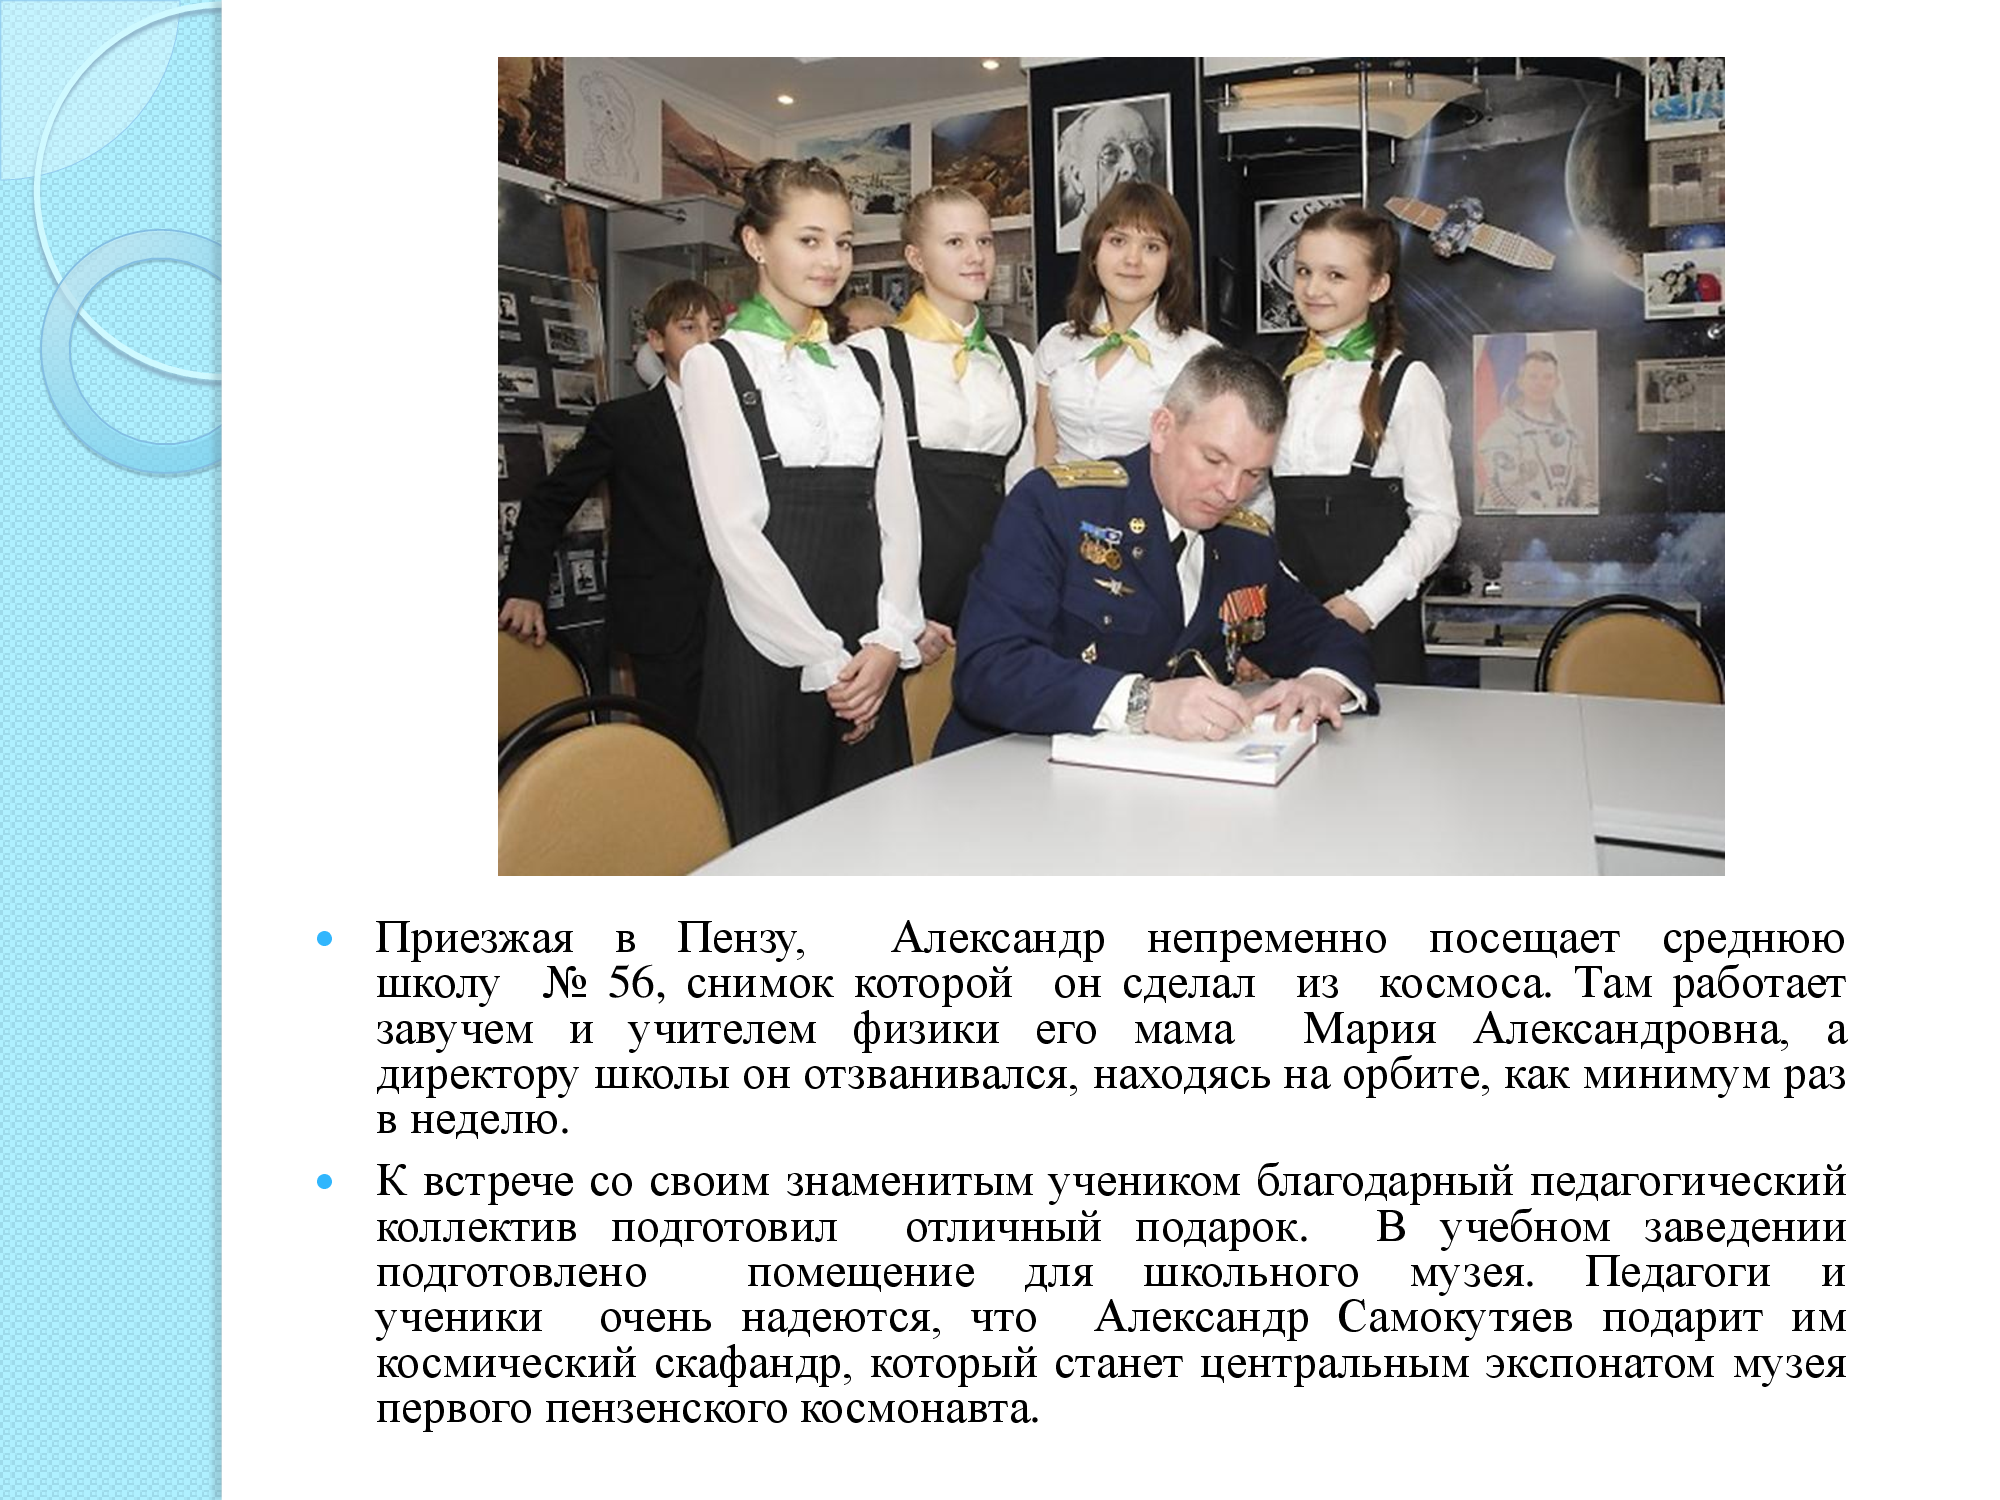 СССР
Приезжая в Пензу, Александр непременно посещает среднюю
школу № 56, снимок которой он сделал из космоса. Там работает
завучем и учителем физики его мама Мария Александровна, а
директору школы он отзванивался, находясь на орбите, как минимум раз
в неделю.
К встрече со своим знаменитым учеником благодарный педагогический
коллектив подготовил отличный подарок. В учебном заведении
подготовлено помещение для школьного музея. Педагоги и
ученики очень надеются, что Александр Самокутяев подарит им
космический скафандр, который станет центральным экспонатом музея
первого пензенского космонавта.